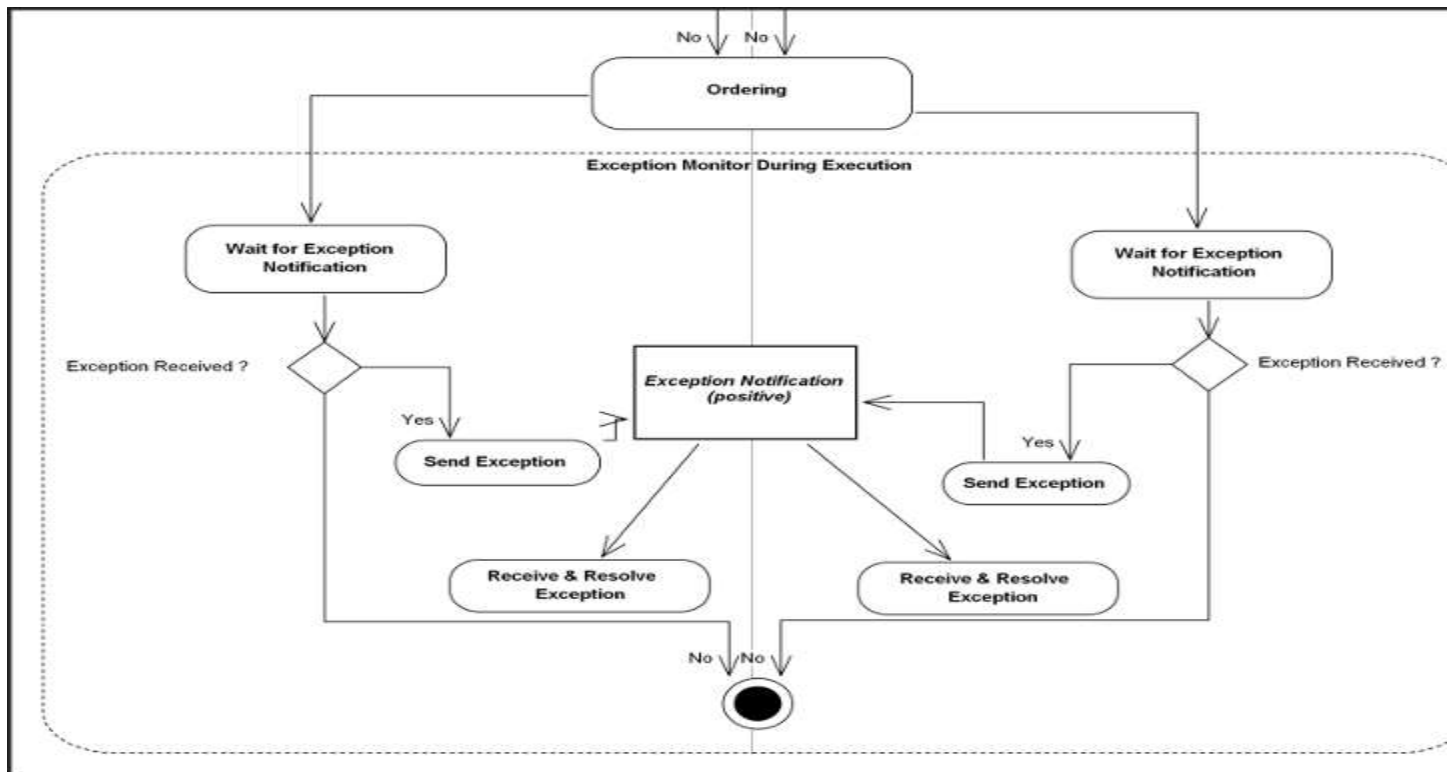 No No
Ordering
Exception Monitor During Execution
Wait for Exception
Notification
Wait for Exception
Notification
Exception Received ?
Exception Received ?
Exception Notification
(positive)
Yes
Yes
Send Exception
Send Exception
Receive & Resolve
Exception
Receive & Resolve
Exception
No No